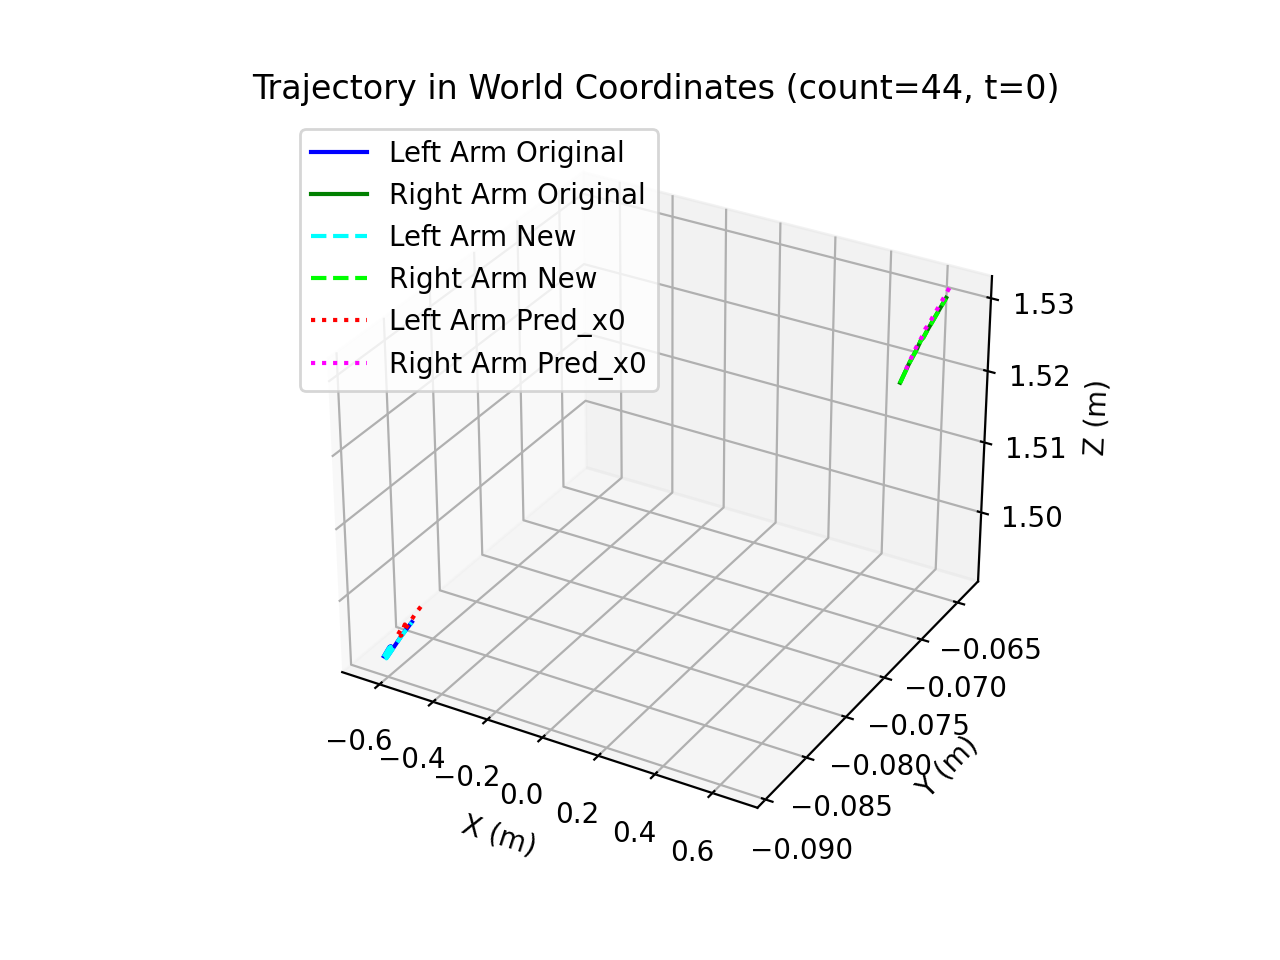 Trajectory in World Coordinates (count=44, t=0)
Left Arm Original
Right Arm Original
Left Arm New
Right Arm New
Left Arm Pred_x0
Right Arm Pred_x0
1.53
1.52
1.51
1.50
Z (m)
−0.065
−0.070
−0.075
−0.080
−0.085
−0.090
Y (m)
−0.6
−0.4
−0.2
0.0
0.2
0.4
0.6
X (m)